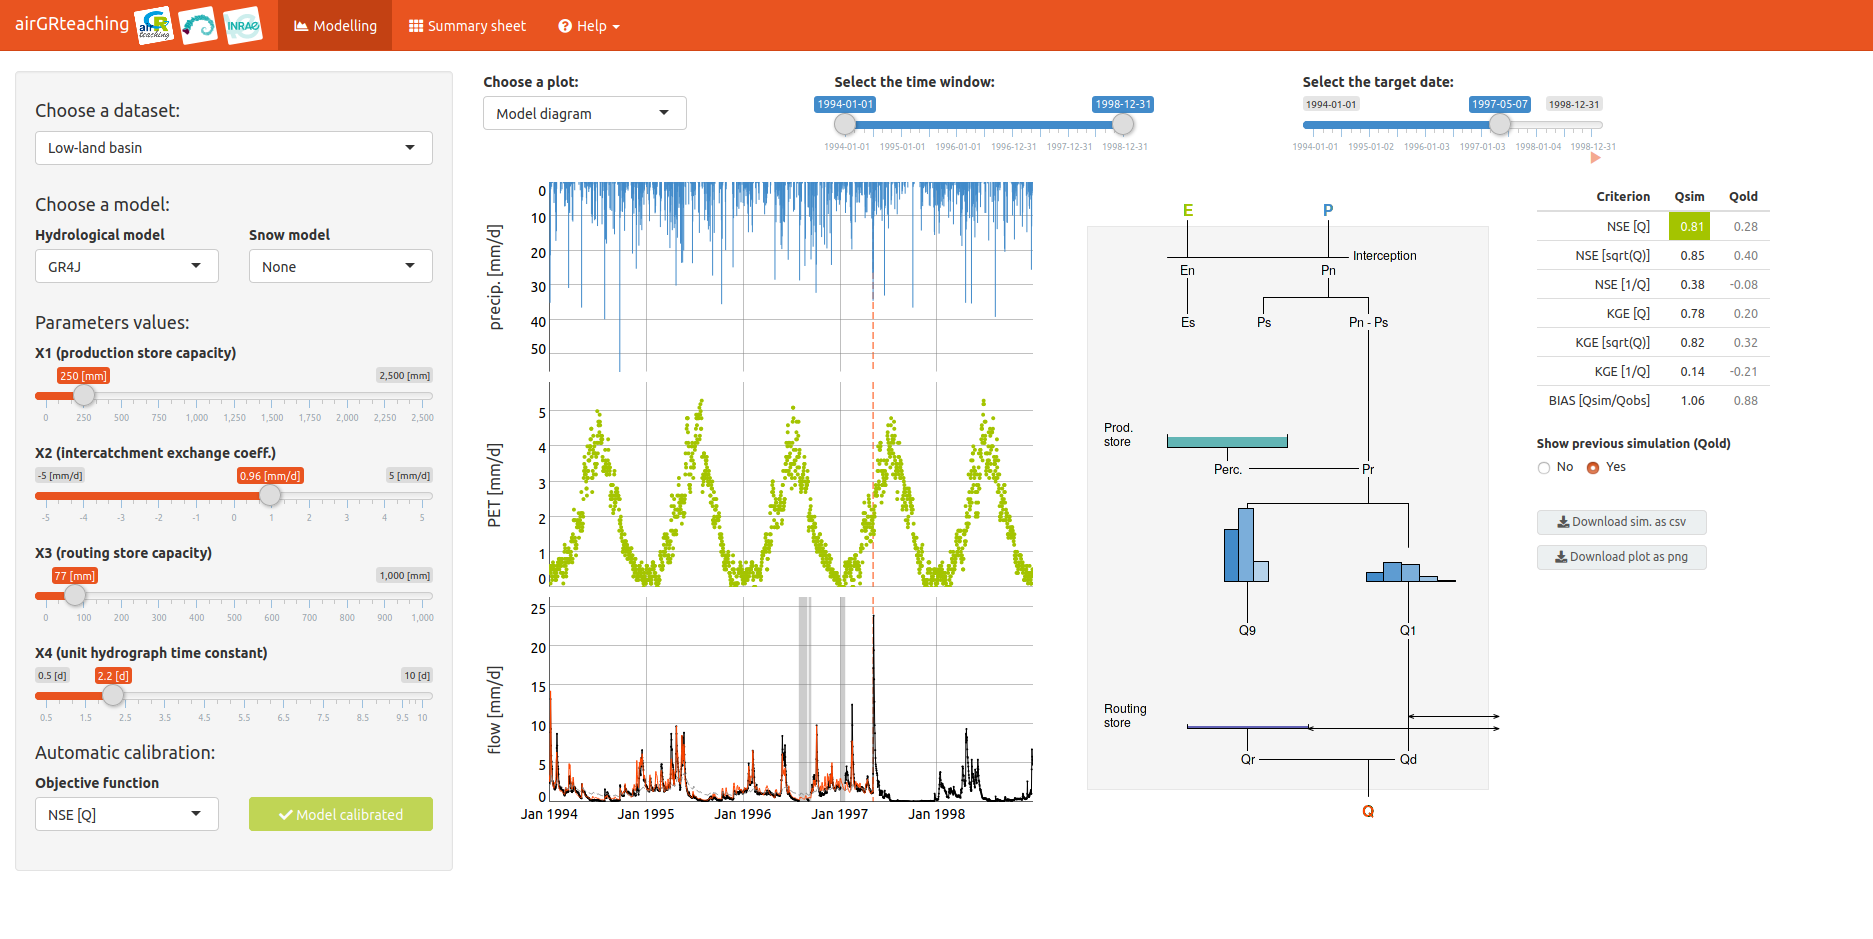 airGRteaching
airGR
teaching
INRAE
Modelling
Summary sheet
Help
Choose a dataset:
Low-land basin
Choose a model:
Hydrological model
Snow model
GR4J
None
Parameters values:
X1 (production store capacity)
250 [mm]
2,500 [mm]
0 250 500 750 1,000 1,250 1,500 1,750 2,000 2,250 2,500
X2 (intercatchment exchange coeff.)
-5 [mm/d]
0.96 [mm/d]
5 [mm/d]
-5 -4 -3 -2 -1 0 1 2 3 4 5
X3 (routing store capacity)
77 [mm]
1,000 [mm]
0 100 200 300 400 500 600 700 800 900 1,000
X4 (unit hydrograph time constant)
0.5 [d]
2.2 [d]
10 [d]
0.5 1.5 2.5 3.5 4.5 5.5 6.5 7.5 8.5 9.5 10
Automatic calibration:
Objective function
NSE [Q]
Model calibrated
Choose a plot:
Model diagram
Select the time window:
1994-01-01
1998-12-31
1994-01-01 1995-01-01 1996-01-01 1996-12-31 1997-12-31 1998-12-31
Select the target date:
1994-01-01
1997-05-07
1998-12-31
1994-01-01 1995-01-02 1996-01-03 1997-01-03 1998-01-04 1998-12-31
precip. [mm/d]
0
10
20
30
40
50
PET [mm/d]
5
4
3
2
1
0
flow [mm/d]
25
20
15
10
5
0
Jan 1994 Jan 1995 Jan 1996 Jan 1997 Jan 1998
E
P
Interception
En
Pn
Es
Ps
Pn - Ps
Prod.
store
Perc.
Pr
Q9
Q1
Routing
store
Qr
Qd
Q
Criterion Qsim Qold
NSE [Q] 0.81 0.28
NSE [sqrt(Q)] 0.85 0.40
NSE [1/Q] 0.38 -0.08
KGE [Q] 0.78 0.20
KGE [sqrt(Q)] 0.82 0.32
KGE [1/Q] 0.14 -0.21
BIAS [Qsim/Qobs] 1.06 0.88
Show previous simulation (Qold)
No
Yes
Download sim. as csv
Download plot as png